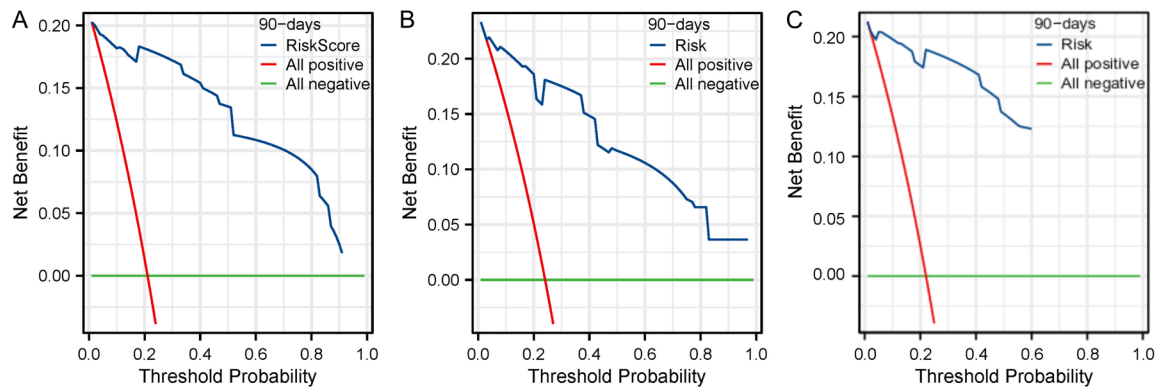 A
90-days
RiskScore
All positive
All negative
Net Benefit
0.20
0.15
0.10
0.05
0.00
0.0 0.2 0.4 0.6 0.8 1.0
Threshold Probability
B
90-days
Risk
All positive
All negative
Net Benefit
0.20
0.15
0.10
0.05
0.00
0.0 0.2 0.4 0.6 0.8 1.0
Threshold Probability
C
90-days
Risk
All positive
All negative
Net Benefit
0.20
0.15
0.10
0.05
0.00
0.0 0.2 0.4 0.6 0.8 1.0
Threshold Probability